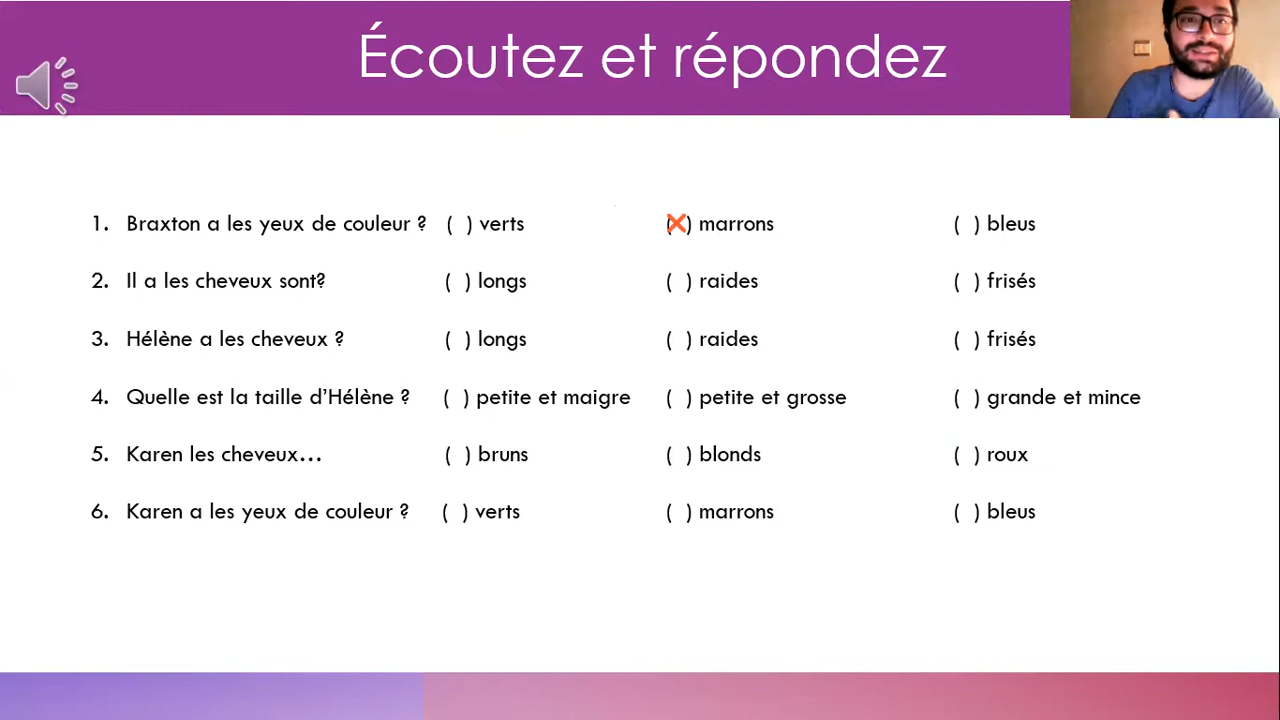 Écoutez et répondez
1. Braxton a les yeux de couleur ? ( ) verts (❌) marrons ( ) bleus
2. Il a les cheveux sont? ( ) longs ( ) raides ( ) frisés
3. Hélène a les cheveux ? ( ) longs ( ) raides ( ) frisés
4. Quelle est la taille d’Hélène ? ( ) petite et maigre ( ) petite et grosse ( ) grande et mince
5. Karen les cheveux… ( ) bruns ( ) blonds ( ) roux
6. Karen a les yeux de couleur ? ( ) verts ( ) marrons ( ) bleus